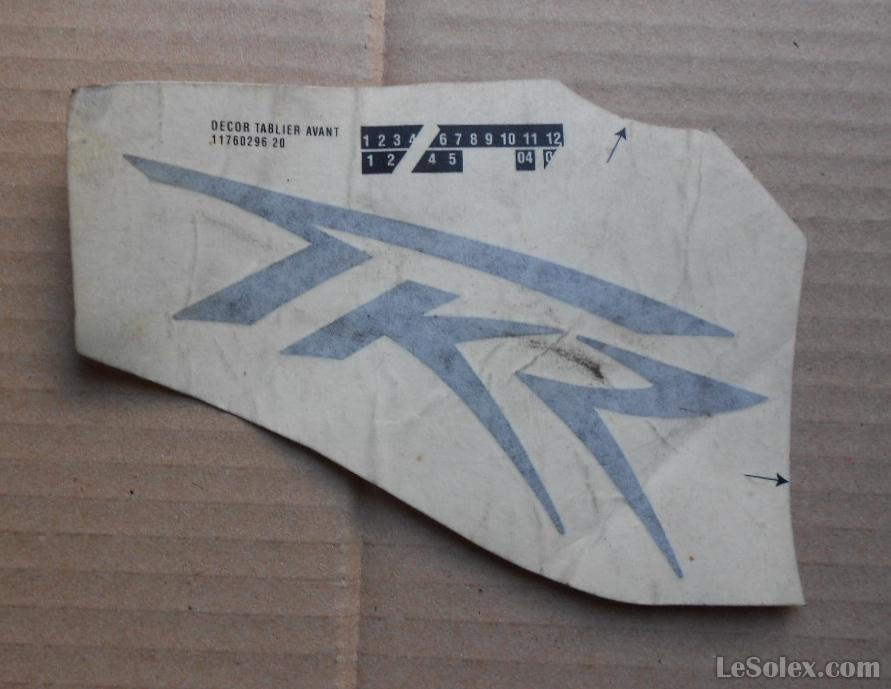 DECOR TABLIER AVANT
11760296 20
1 2 3 4 6 7 8 9 10 11 12
1 2 4 5 04
TKR
LeSolex.com